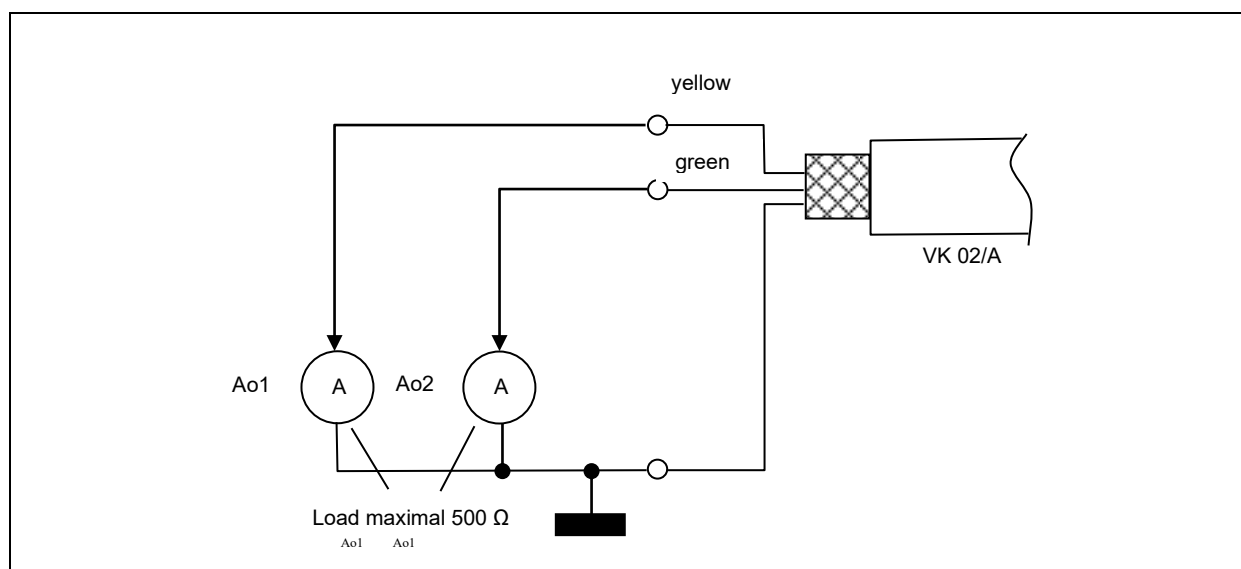 yellow
green
VK 02/A
Ao1
A
Ao2
A
Load maximal 500 Ω
Ao1
Ao1